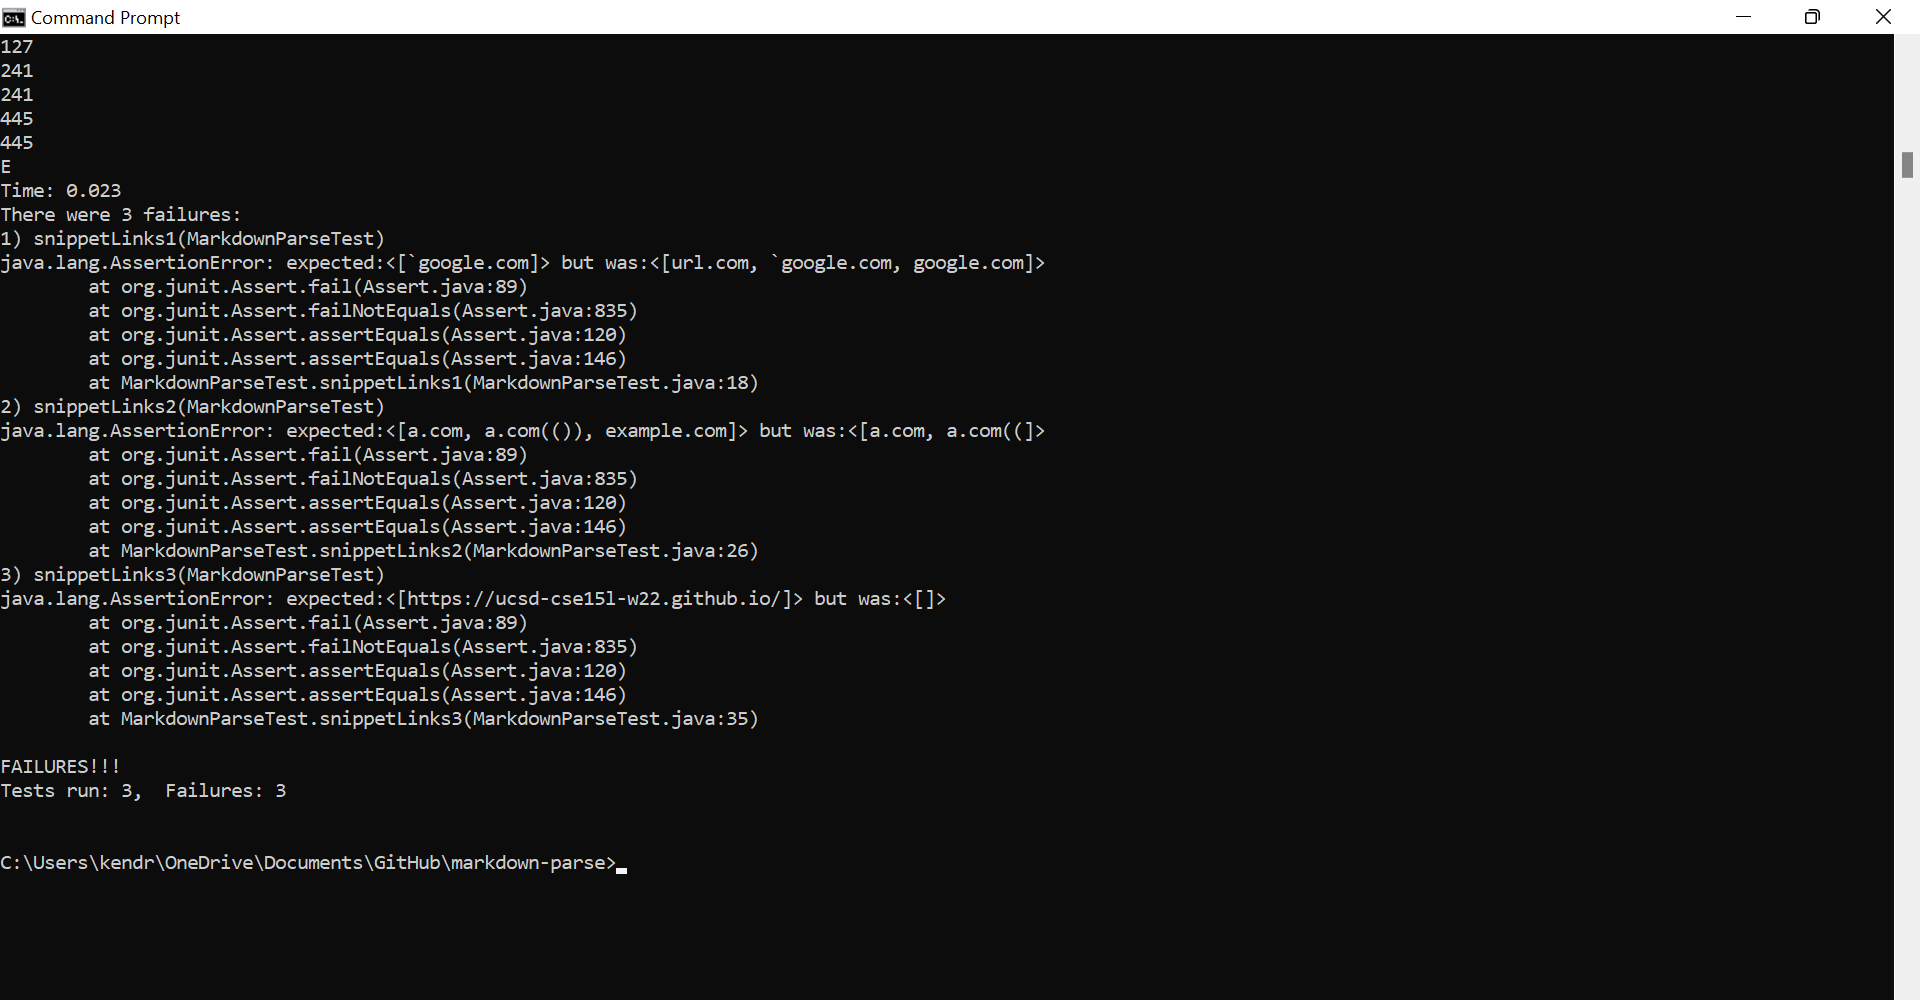 Command Prompt
127
241
241
445
445
E
Time: 0.023
There were 3 failures:
1) snippetLinks1(MarkdownParseTest)
java.lang.AssertionError: expected:<[`google.com]> but was:<[url.com, `google.com, google.com]>
        at org.junit.Assert.fail(Assert.java:89)
        at org.junit.Assert.failNotEquals(Assert.java:835)
        at org.junit.Assert.assertEquals(Assert.java:120)
        at org.junit.Assert.assertEquals(Assert.java:146)
        at MarkdownParseTest.snippetLinks1(MarkdownParseTest.java:18)
2) snippetLinks2(MarkdownParseTest)
java.lang.AssertionError: expected:<[a.com, a.com(()), example.com]> but was:<[a.com, a.com((]>
        at org.junit.Assert.fail(Assert.java:89)
        at org.junit.Assert.failNotEquals(Assert.java:835)
        at org.junit.Assert.assertEquals(Assert.java:120)
        at org.junit.Assert.assertEquals(Assert.java:146)
        at MarkdownParseTest.snippetLinks2(MarkdownParseTest.java:26)
3) snippetLinks3(MarkdownParseTest)
java.lang.AssertionError: expected:<[https://ucsd-cse15l-w22.github.io/]> but was:<[]>
        at org.junit.Assert.fail(Assert.java:89)
        at org.junit.Assert.failNotEquals(Assert.java:835)
        at org.junit.Assert.assertEquals(Assert.java:120)
        at org.junit.Assert.assertEquals(Assert.java:146)
        at MarkdownParseTest.snippetLinks3(MarkdownParseTest.java:35)
FAILURES!!!
Tests run: 3,  Failures: 3
C:\Users\kendr\OneDrive\Documents\GitHub\markdown-parse>